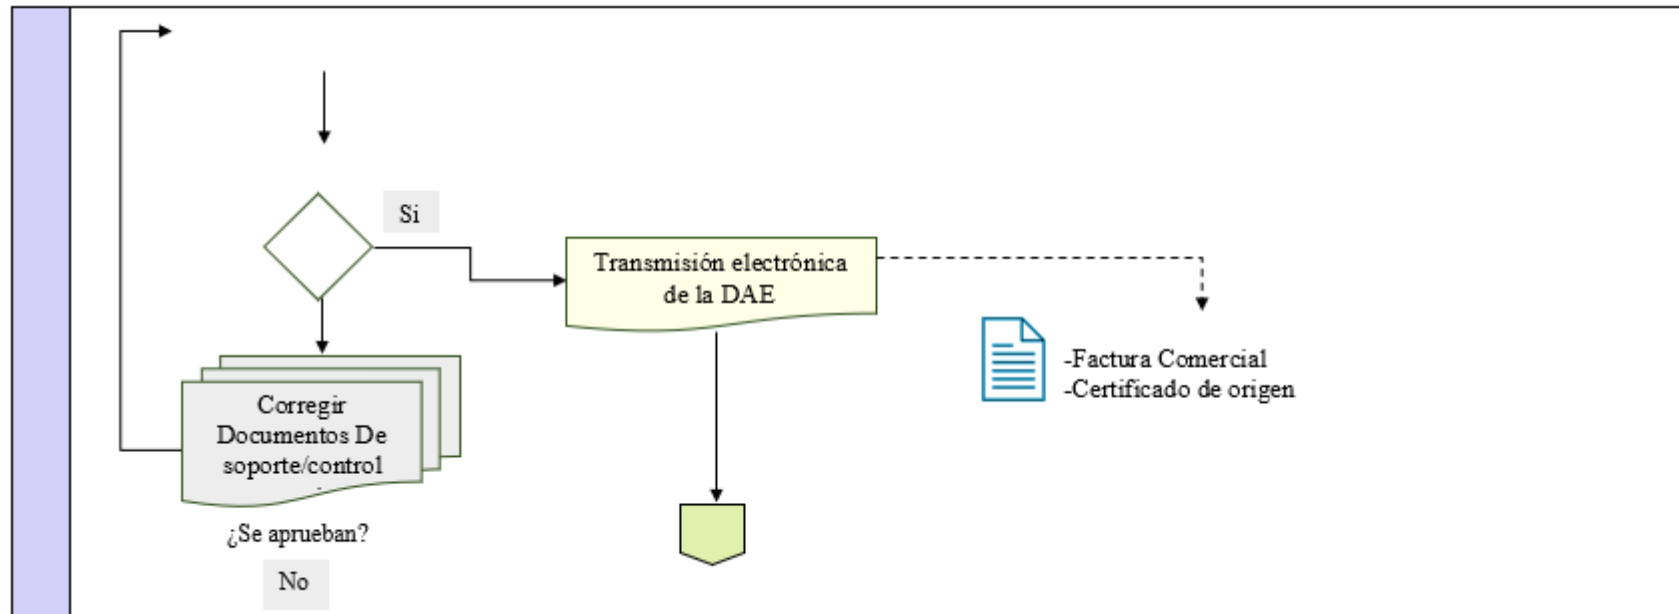 Si
Transmisión electrónica
de la DAE
-Factura Comercial
-Certificado de origen
Corregir
Documentos De
soporte/control
¿Se aprueban?
No